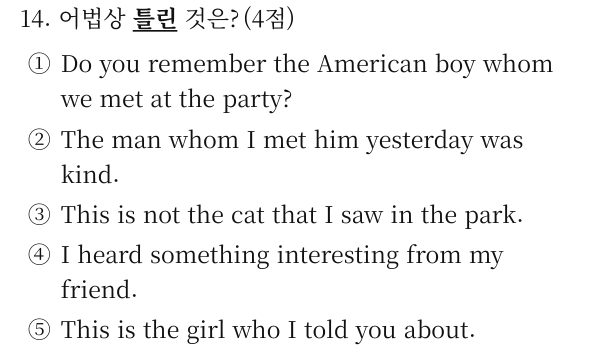 14. 어법상 틀린 것은?(4점)
① Do you remember the American boy whom
we met at the party?
② The man whom I met him yesterday was
kind.
③ This is not the cat that I saw in the park.
④ I heard something interesting from my
friend.
⑤ This is the girl who I told you about.